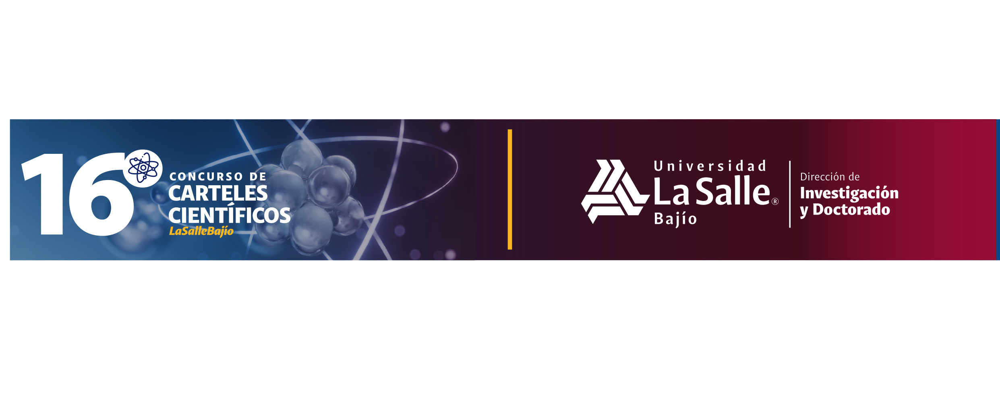 16
CONCURSO DE
CARTELES
CIENTÍFICOS
LaSalleBajío
Universidad
La Salle®
Bajío
Dirección de
Investigación
y Doctorado